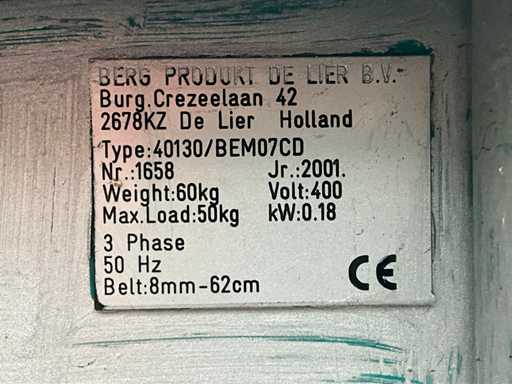 BERG PRODUKT DE LIER B.V.-
Burg.Crezeelaan 42
2678KZ De Lier Holland
Type:40130/BEM07CD
Nr.:1658 Jr.:2001.
Weight:60kg Volt:400
Max.Load:50kg kW:0.18
3 Phase
50 Hz
Belt:8mm-62cm
CE